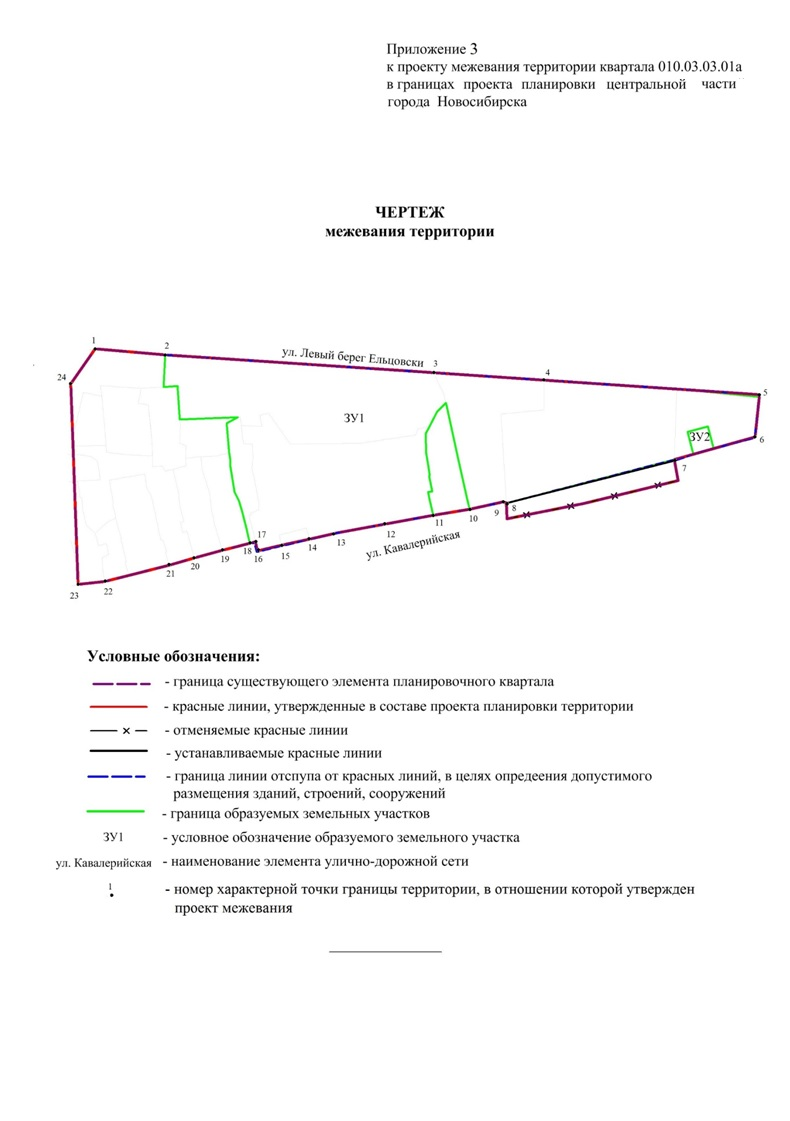 Приложение 3
к проекту межевания территории квартала 010.03.03.01а
в границах проекта планировки центральной части
города Новосибирска
ЧЕРТЕЖ
межевания территории
1
2
ул. Левый берег Ельцовски
3
4
5
24
ЗУ1
ЗУ2
6
7
8
9
10
11
12
13
14
15
16
17
18
19
20
21
22
23
ул. Кавалерийская
Условные обозначения:
- граница существующего элемента планировочного квартала
- красные линии, утвержденные в составе проекта планировки территории
- отменяемые красные линии
- устанавливаемые красные линии
- граница линии отступа от красных линий, в целях опредеения допустимого
размещения зданий, строений, сооружений
- граница образуемых земельных участков
ЗУ1 - условное обозначение образуемого земельного участка
ул. Кавалерийская - наименование элемента улично-дорожной сети
1 - номер характерной точки границы территории, в отношении которой утвержден
проект межевания